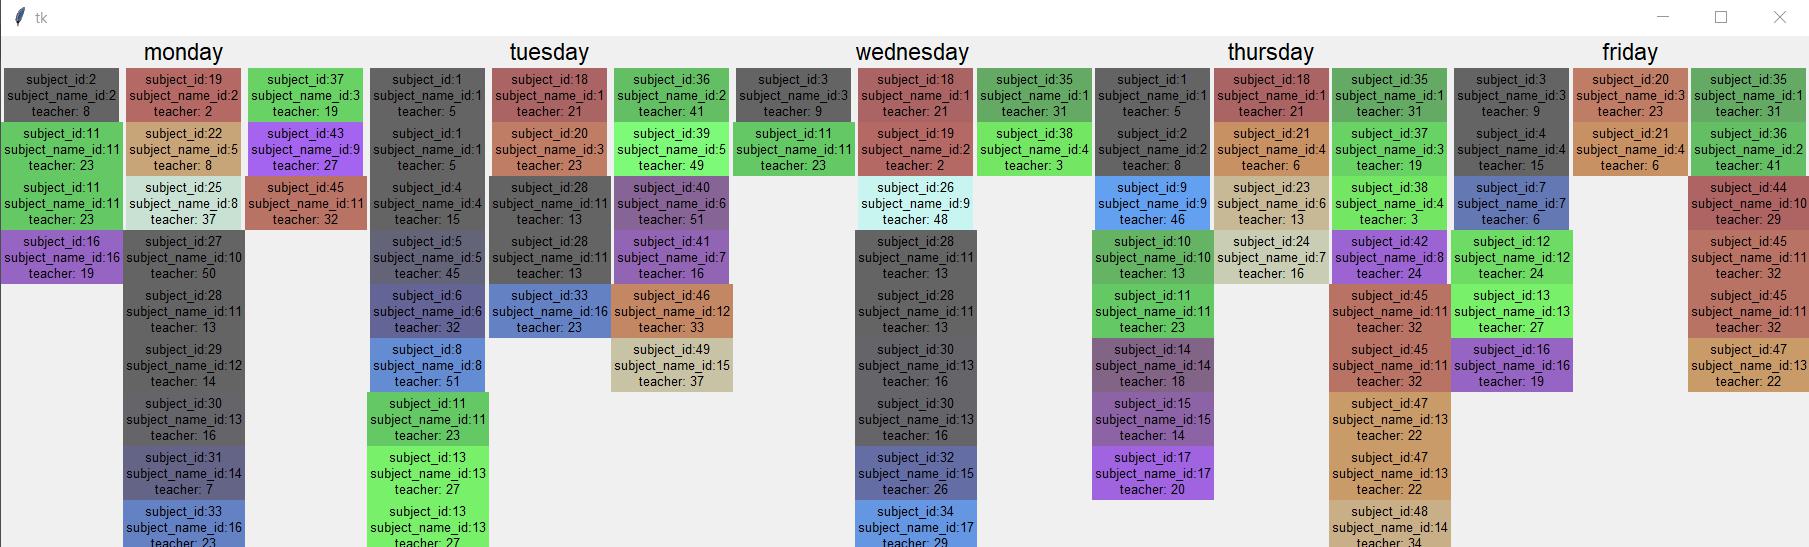 tk
monday
subject_id:2
subject_name_id:2
teacher: 8
subject_id:11
subject_name_id:11
teacher: 23
subject_id:11
subject_name_id:11
teacher: 23
subject_id:16
subject_name_id:16
teacher: 19
subject_id:19
subject_name_id:2
teacher: 2
subject_id:22
subject_name_id:5
teacher: 8
subject_id:25
subject_name_id:8
teacher: 37
subject_id:27
subject_name_id:10
teacher: 50
subject_id:28
subject_name_id:11
teacher: 13
subject_id:29
subject_name_id:12
teacher: 14
subject_id:30
subject_name_id:13
teacher: 16
subject_id:31
subject_name_id:14
teacher: 7
subject_id:33
subject_name_id:16
teacher: 23
subject_id:37
subject_name_id:3
teacher: 19
subject_id:43
subject_name_id:9
teacher: 27
subject_id:45
subject_name_id:11
teacher: 32
tuesday
subject_id:1
subject_name_id:1
teacher: 5
subject_id:1
subject_name_id:1
teacher: 5
subject_id:4
subject_name_id:4
teacher: 15
subject_id:5
subject_name_id:5
teacher: 45
subject_id:6
subject_name_id:6
teacher: 32
subject_id:8
subject_name_id:8
teacher: 51
subject_id:11
subject_name_id:11
teacher: 23
subject_id:13
subject_name_id:13
teacher: 27
subject_id:13
subject_name_id:13
teacher: 27
subject_id:18
subject_name_id:1
teacher: 21
subject_id:20
subject_name_id:3
teacher: 23
subject_id:28
subject_name_id:11
teacher: 13
subject_id:28
subject_name_id:11
teacher: 13
subject_id:33
subject_name_id:16
teacher: 23
subject_id:36
subject_name_id:2
teacher: 41
subject_id:39
subject_name_id:5
teacher: 49
subject_id:40
subject_name_id:6
teacher: 51
subject_id:41
subject_name_id:7
teacher: 16
subject_id:46
subject_name_id:12
teacher: 33
subject_id:49
subject_name_id:15
teacher: 37
wednesday
subject_id:3
subject_name_id:3
teacher: 9
subject_id:11
subject_name_id:11
teacher: 23
subject_id:18
subject_name_id:1
teacher: 21
subject_id:19
subject_name_id:2
teacher: 2
subject_id:26
subject_name_id:9
teacher: 48
subject_id:28
subject_name_id:11
teacher: 13
subject_id:28
subject_name_id:11
teacher: 13
subject_id:30
subject_name_id:13
teacher: 16
subject_id:30
subject_name_id:13
teacher: 16
subject_id:32
subject_name_id:15
teacher: 26
subject_id:34
subject_name_id:17
teacher: 29
subject_id:35
subject_name_id:1
teacher: 31
subject_id:38
subject_name_id:4
teacher: 3
thursday
subject_id:1
subject_name_id:1
teacher: 5
subject_id:2
subject_name_id:2
teacher: 8
subject_id:9
subject_name_id:9
teacher: 46
subject_id:10
subject_name_id:10
teacher: 13
subject_id:11
subject_name_id:11
teacher: 23
subject_id:14
subject_name_id:14
teacher: 18
subject_id:15
subject_name_id:15
teacher: 14
subject_id:17
subject_name_id:17
teacher: 20
subject_id:18
subject_name_id:1
teacher: 21
subject_id:21
subject_name_id:4
teacher: 6
subject_id:23
subject_name_id:6
teacher: 13
subject_id:24
subject_name_id:7
teacher: 16
subject_id:35
subject_name_id:1
teacher: 31
subject_id:37
subject_name_id:3
teacher: 19
subject_id:38
subject_name_id:4
teacher: 3
subject_id:42
subject_name_id:8
teacher: 24
subject_id:45
subject_name_id:11
teacher: 32
subject_id:45
subject_name_id:11
teacher: 32
subject_id:47
subject_name_id:13
teacher: 22
subject_id:47
subject_name_id:13
teacher: 22
subject_id:48
subject_name_id:14
teacher: 34
friday
subject_id:3
subject_name_id:3
teacher: 9
subject_id:4
subject_name_id:4
teacher: 15
subject_id:7
subject_name_id:7
teacher: 6
subject_id:12
subject_name_id:12
teacher: 24
subject_id:13
subject_name_id:13
teacher: 27
subject_id:16
subject_name_id:16
teacher: 19
subject_id:20
subject_name_id:3
teacher: 23
subject_id:21
subject_name_id:4
teacher: 6
subject_id:35
subject_name_id:1
teacher: 31
subject_id:36
subject_name_id:2
teacher: 41
subject_id:44
subject_name_id:10
teacher: 29
subject_id:45
subject_name_id:11
teacher: 32
subject_id:45
subject_name_id:11
teacher: 32
subject_id:47
subject_name_id:13
teacher: 22